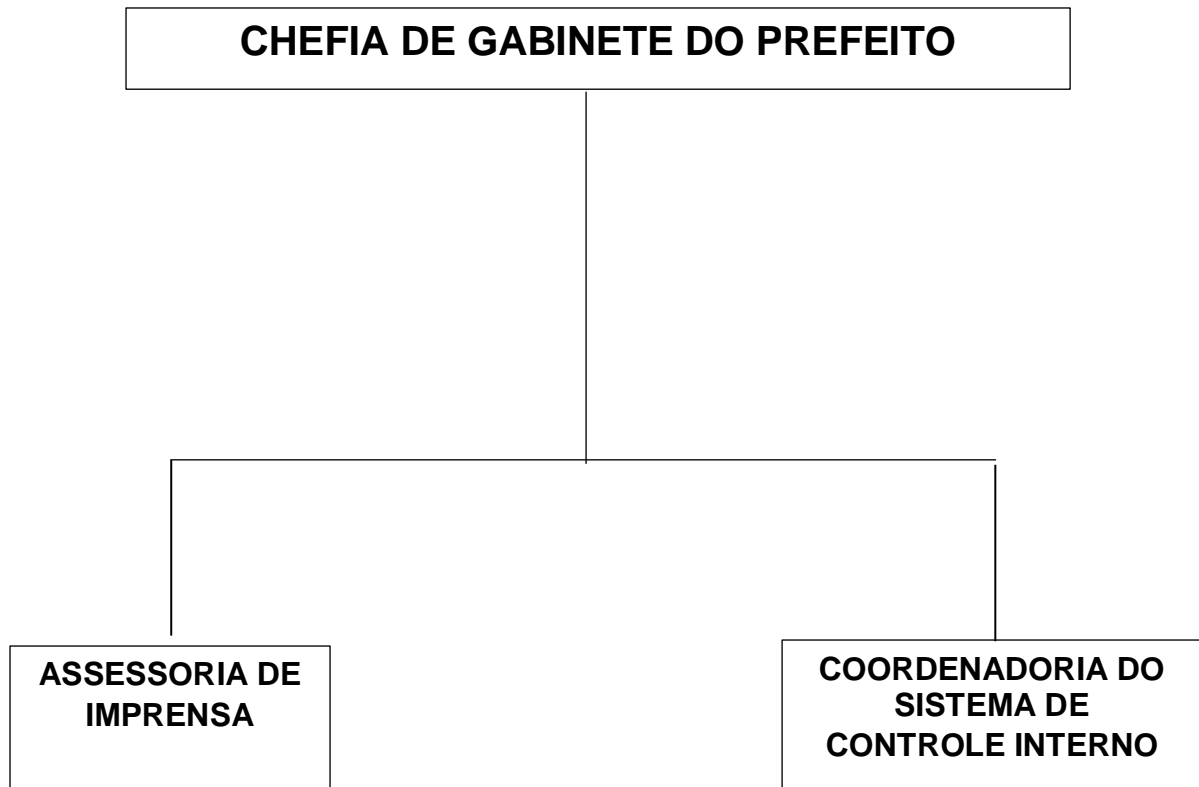 CHEFIA DE GABINETE DO PREFEITO
ASSESSORIA DE
IMPRENSA
COORDENADORIA DO
SISTEMA DE
CONTROLE INTERNO